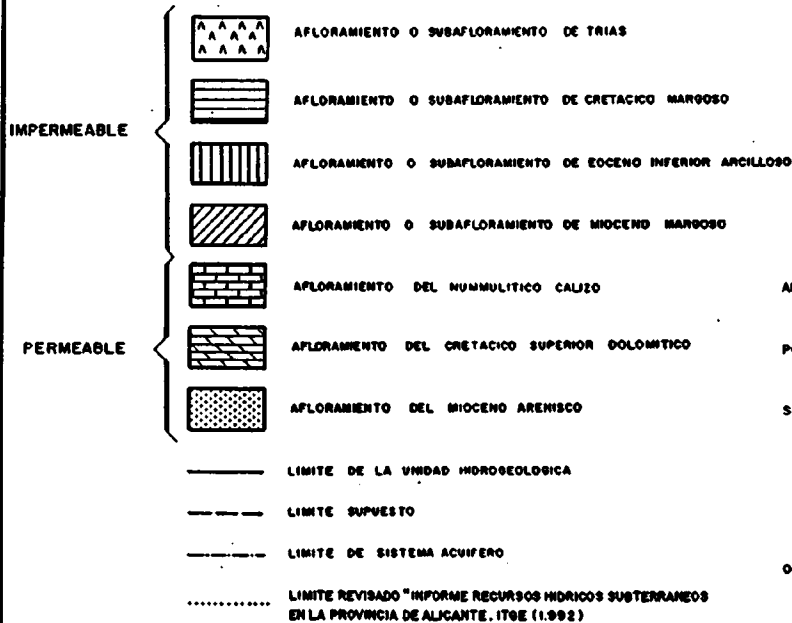 AFLORAMIENTO O SUBAFLORAMIENTO DE TRIAS
AFLORAMIENTO O SUBAFLORAMIENTO DE CRETACICO MARGOSO
IMPERMEABLE
AFLORAMIENTO O SUBAFLORAMIENTO DE EOCENO INFERIOR ARCILLOSO
AFLORAMIENTO O SUBAFLORAMIENTO DE MIOCENO MARGOSO
AFLORAMIENTO DEL NUMMULITICO CALIZO
PERMEABLE
AFLORAMIENTO DEL CRETACICO SUPERIOR DOLOMITICO
AFLORAMIENTO DEL MIOCENO ARENISCO
LIMITE DE LA UNIDAD HIDROGEOLOGICA
LIMITE SUPUESTO
LIMITE DE SISTEMA ACUIFERO
LIMITE REVISADO "INFORME RECURSOS HIDRICOS SUBTERRANEOS
EN LA PROVINCIA DE ALICANTE. ITGE (1.992)